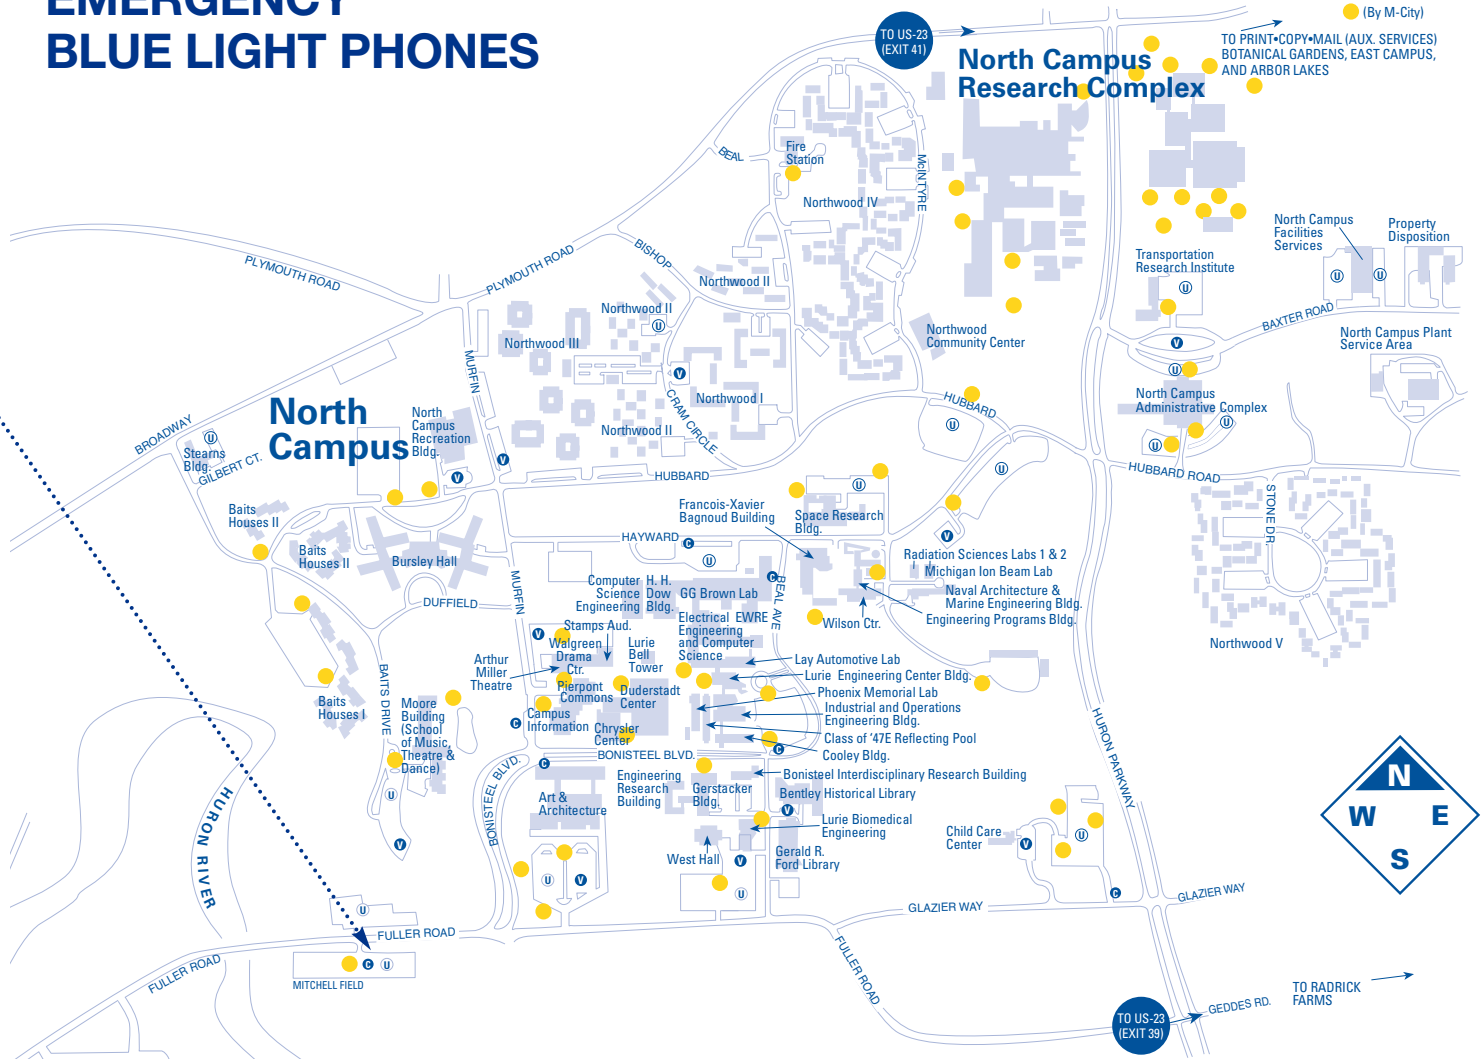 EMERGENCY
BLUE LIGHT PHONES
TO US-23
(EXIT 41)
(By M-City)
TO PRINT•COPY•MAIL (AUX. SERVICES)
BOTANICAL GARDENS, EAST CAMPUS,
AND ARBOR LAKES
North Campus
Research Complex
BEAL
Fire
Station
McINTYRE
Northwood IV
PLYMOUTH ROAD
PLYMOUTH ROAD
BISHOP
Northwood II
Northwood II
U
Northwood III
Transportation
Research Institute
U
North Campus
Facilities
Services
Property
Disposition
U
U
BAXTER ROAD
North Campus Plant
Service Area
Northwood
Community Center
V
U
North Campus
Administrative Complex
U
U
HUBBARD ROAD
MURFIN
V
Northwood I
CRAM CIRCLE
Northwood II
HUBBARD
U
U
North
Campus
North
Campus
Recreation
Bldg.
V
V
BROADWAY
U
Stearns
Bldg.
GILBERT CT.
Baits
Houses II
Baits
Houses II
Bursley Hall
HUBBARD
Francois-Xavier
Bagnoud Building
U
Space Research
Bldg.
HAYWARD
C
U
V
Radiation Sciences Labs 1 & 2
Michigan Ion Beam Lab
Naval Architecture &
Marine Engineering Bldg.
Engineering Programs Bldg.
Wilson Ctr.
STONE DR.
Northwood V
DUFFIELD
MURFIN
Computer
Science
Engineering
H. H.
Dow
Bldg.
GG Brown Lab
C
BEAL AVE
Electrical
Engineering
and Computer
Science
EWRE
Stamps Aud.
V
Walgreen
Drama
Ctr.
Lurie
Bell
Tower
Arthur
Miller
Theatre
Pierpont
Commons
Duderstadt
Center
C
Campus
Information
Chrysler
Center
Lay Automotive Lab
Lurie Engineering Center Bldg.
Phoenix Memorial Lab
Industrial and Operations
Engineering Bldg.
Class of '47E Reflecting Pool
Cooley Bldg.
C
BAITS DRIVE
Baits
Houses I
Moore
Building
(School
of Music,
Theatre &
Dance)
U
V
BONISTEEL BLVD.
BONISTEEL BLVD.
C
Art &
Architecture
Engineering
Research
Building
Gerstacker
Bldg.
Bonisteel Interdisciplinary Research Building
Bentley Historical Library
V
Lurie Biomedical
Engineering
West Hall
V
Gerald R.
Ford Library
U
U
V
HURON PARKWAY
Child Care
Center
V
U
C
GLAZIER WAY
GLAZIER WAY
N
W
E
S
HURON RIVER
U
FULLER ROAD
FULLER ROAD
C
U
MITCHELL FIELD
FULLER ROAD
TO US-23
(EXIT 39)
GEDDES RD.
TO RADRICK
FARMS